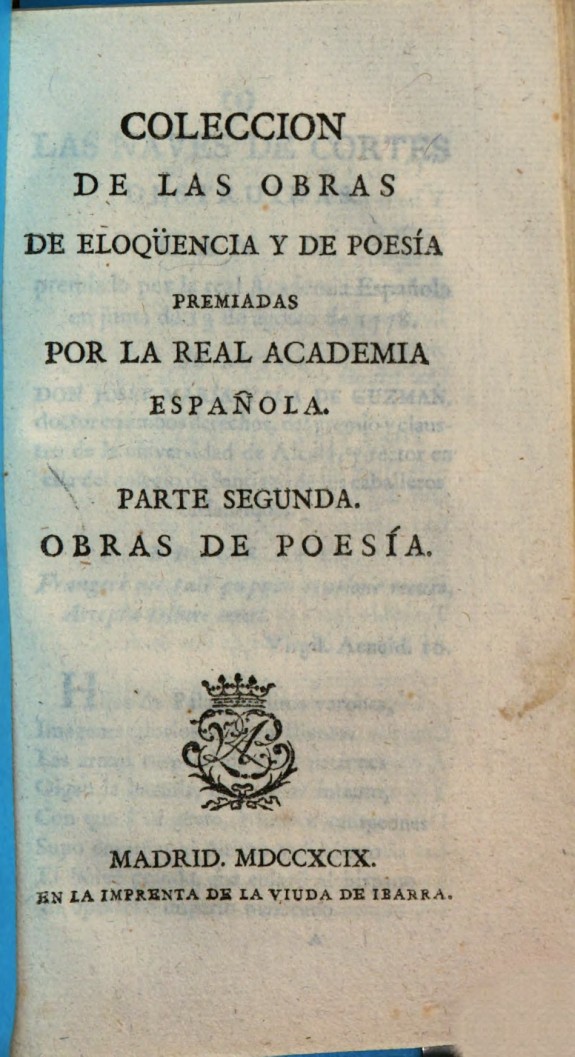 COLECCION
DE LAS OBRAS
DE ELOQÜENCIA Y DE POESÍA
PREMIADAS
POR LA REAL ACADEMIA
ESPAÑOLA.
PARTE SEGUNDA.
OBRAS DE POESÍA.
MADRID. MDCCXCIX.
EN LA IMPRENTA DE LA VIUDA DE IBARRA.